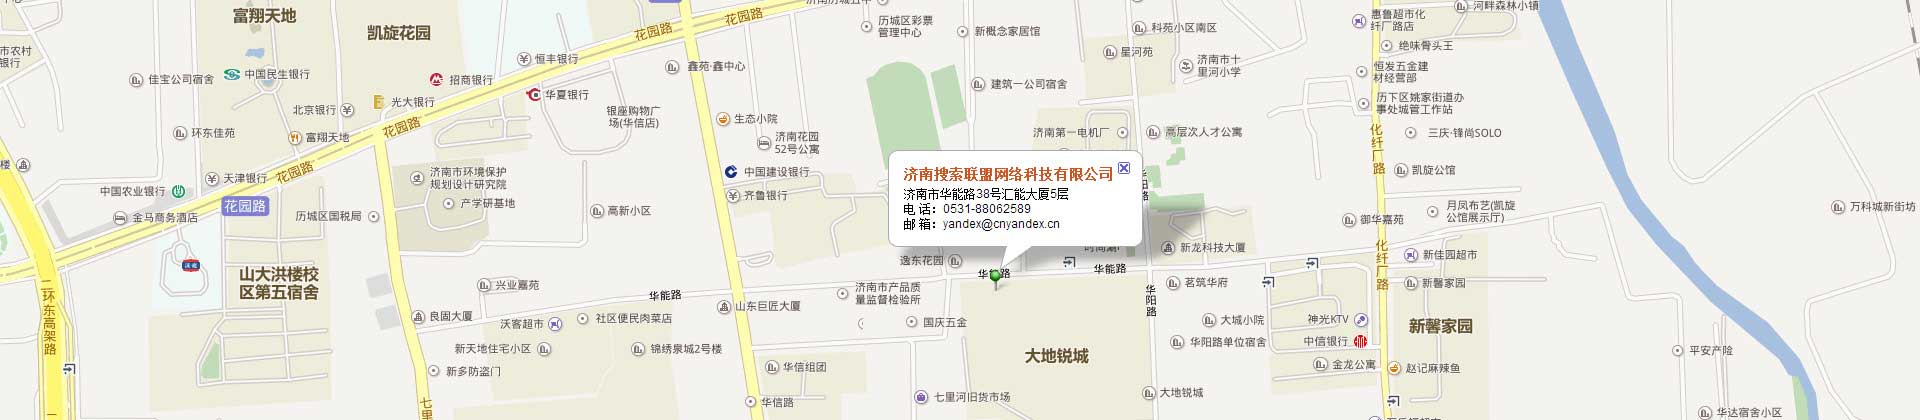 济南搜索联盟网络科技有限公司
济南市华能路38号汇能大厦5层
电 话：0531-88062589
邮 箱：yandex@cnyandex.cn
富翔天地
凯旋花园
花园路
花园路
历城区彩票
管理中心
新概念家居馆
科苑小区南区
惠鲁超市化
纤厂路店
河畔森林小镇
绝味骨头王
星河苑
济南市十
里河小学
恒发五金建
材经营部
佳宝公司宿舍
中国民生银行
招商银行
恒丰银行
鑫苑·鑫中心
建筑一公司宿舍
北京银行
光大银行
华夏银行
银座购物广
场(华信店)
历下区姚家街道办
事处城管工作站
环东佳苑
富翔天地
花园路
生态小院
济南花园
52号公寓
济南第一电机厂
高层次人才公寓
化纤厂路
三庆·锋尚SOLO
楼
天津银行
花园路
中国农业银行
济南市环境保护
规划设计研究院
产学研基地
中国建设银行
齐鲁银行
凯旋公馆
金马商务酒店
花园路
历城区国税局
高新小区
月凤布艺(凯旋
公馆展示厅)
御华嘉苑
万科城新街坊
新龙科技大厦
逸东花园
华能路
华能路
化纤厂路
新佳园超市
新馨家园
山大洪楼校
区第五宿舍
兴业嘉苑
华能路
济南市产品质
量监督检验所
山东巨匠大厦
茗筑华府
华阳路
二环东高架路
良固大厦
沃客超市
社区便民肉菜店
国庆五金
大城小院
神光KTV
新馨家园
新天地住宅小区
锦绣泉城2号楼
大地锐城
华阳路单位宿舍
中信银行
平安产险
新多防盗门
华信组团
金龙公寓
赵记麻辣鱼
七里
华信路
七里河旧货市场
大地锐城
华达宿舍小区